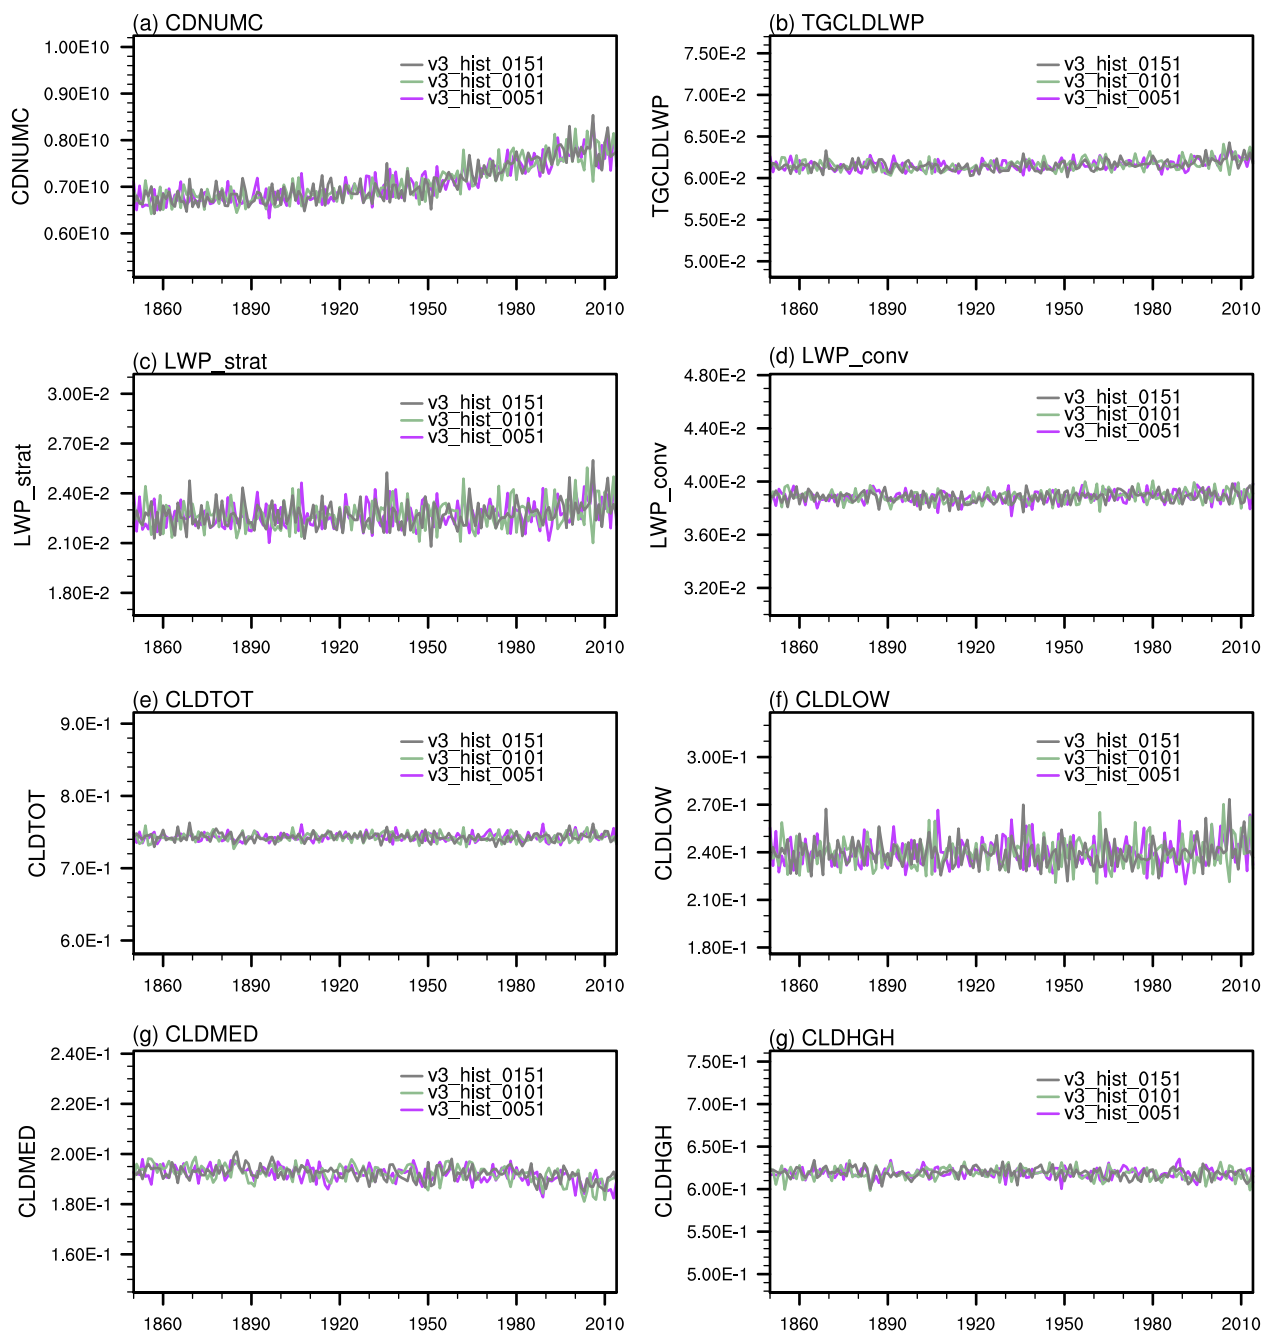 (a) CDNUMC
1.00E10
0.90E10
0.80E10
0.70E10
0.60E10
CDNUMC
v3_hist_0151
v3_hist_0101
v3_hist_0051
1860 1890 1920 1950 1980 2010
(b) TGCLDLWP
7.50E-2
7.00E-2
6.50E-2
6.00E-2
5.50E-2
5.00E-2
TGCLDLWP
v3_hist_0151
v3_hist_0101
v3_hist_0051
1860 1890 1920 1950 1980 2010
(c) LWP_strat
3.00E-2
2.70E-2
2.40E-2
2.10E-2
1.80E-2
LWP_strat
v3_hist_0151
v3_hist_0101
v3_hist_0051
1860 1890 1920 1950 1980 2010
(d) LWP_conv
4.80E-2
4.40E-2
4.00E-2
3.60E-2
3.20E-2
LWP_conv
v3_hist_0151
v3_hist_0101
v3_hist_0051
1860 1890 1920 1950 1980 2010
(e) CLDTOT
9.0E-1
8.0E-1
7.0E-1
6.0E-1
CLDTOT
v3_hist_0151
v3_hist_0101
v3_hist_0051
1860 1890 1920 1950 1980 2010
(f) CLDLOW
3.00E-1
2.70E-1
2.40E-1
2.10E-1
1.80E-1
CLDLOW
v3_hist_0151
v3_hist_0101
v3_hist_0051
1860 1890 1920 1950 1980 2010
(g) CLDMED
2.40E-1
2.20E-1
2.00E-1
1.80E-1
1.60E-1
CLDMED
v3_hist_0151
v3_hist_0101
v3_hist_0051
1860 1890 1920 1950 1980 2010
(g) CLDHGH
7.50E-1
7.00E-1
6.50E-1
6.00E-1
5.50E-1
5.00E-1
CLDHGH
v3_hist_0151
v3_hist_0101
v3_hist_0051
1860 1890 1920 1950 1980 2010